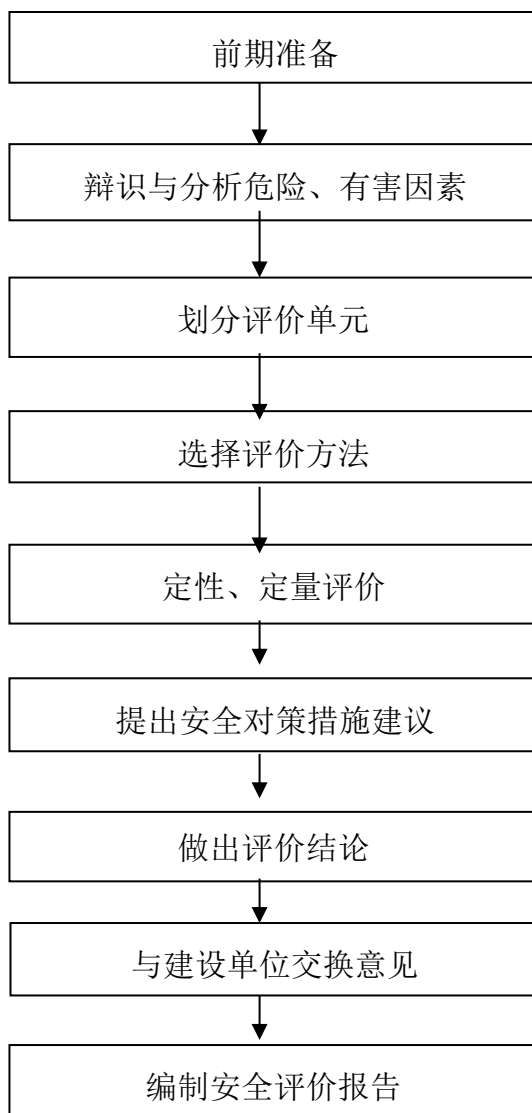 前期准备
辩识与分析危险、有害因素
划分评价单元
选择评价方法
定性、定量评价
提出安全对策措施建议
做出评价结论
与建设单位交换意见
编制安全评价报告